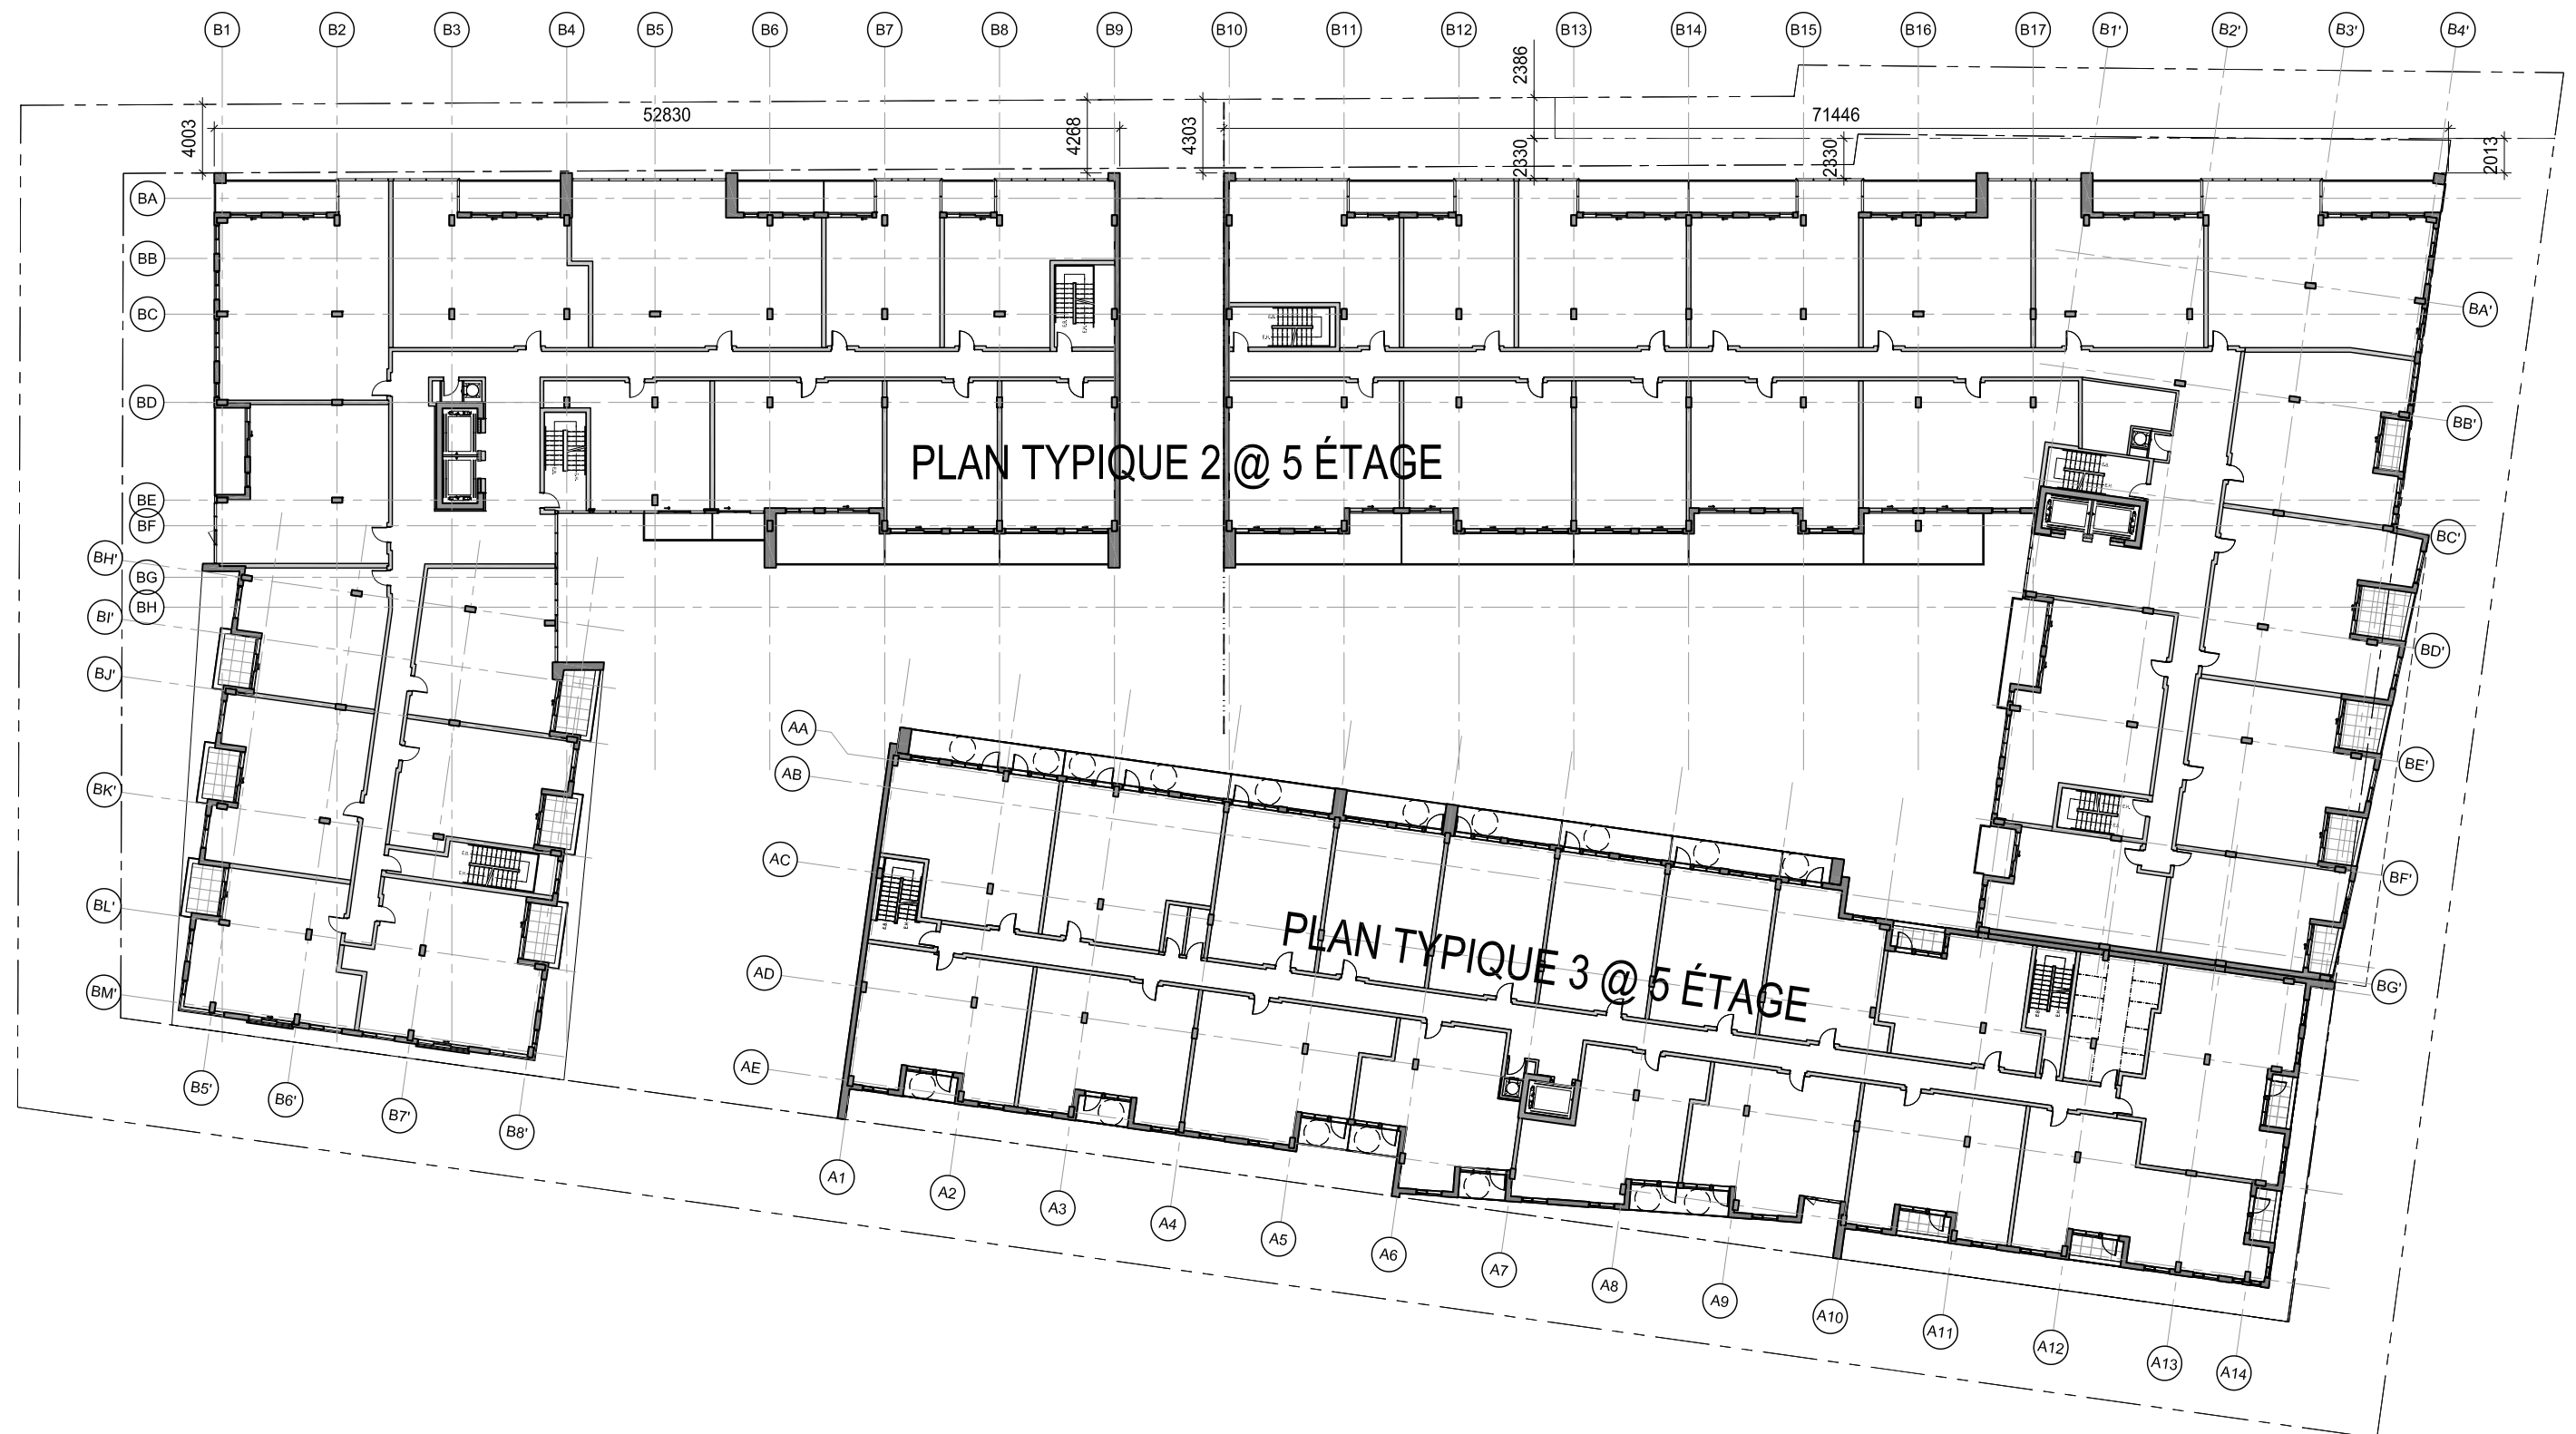 B1 B2 B3 B4 B5 B6 B7 B8 B9 B10 B11 B12 B13 B14 B15 B16 B17 B1' B2' B3' B4'
2386
52830
71446
4003
4268
4303
2330
2330
2013
BA
BB
BC
BA'
BD
BB'
PLAN TYPIQUE 2 @ 5 ÉTAGE
BE
BF
BC'
BH'
BG
BH
BI'
BD'
BJ'
AA
AB
BE'
BK'
AC
BF'
BL'
PLAN TYPIQUE 3 @ 5 ÉTAGE
AD
BM'
BG'
AE
B5' B6' B7' B8'
A1 A2 A3 A4 A5 A6 A7 A8 A9 A10 A11 A12 A13 A14